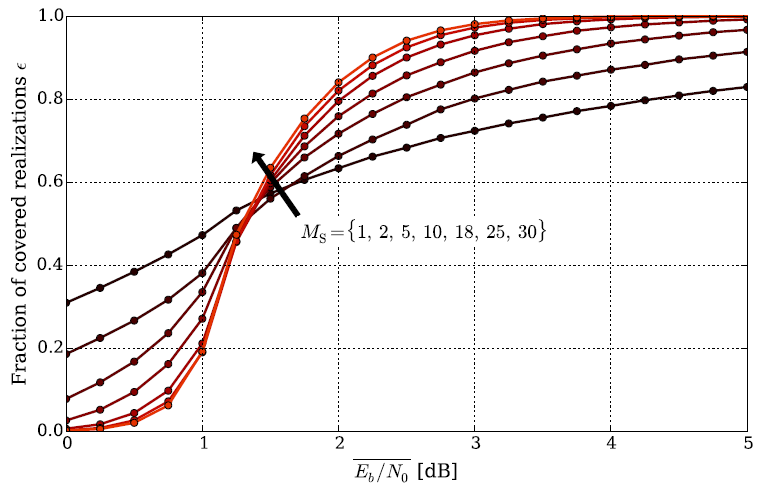 1.0
0.8
0.6
0.4
0.2
0.0
Fraction of covered realizations ϵ
M_S={1, 2, 5, 10, 18, 25, 30}
0 1 2 3 4 5
E_b/N_0 [dB]